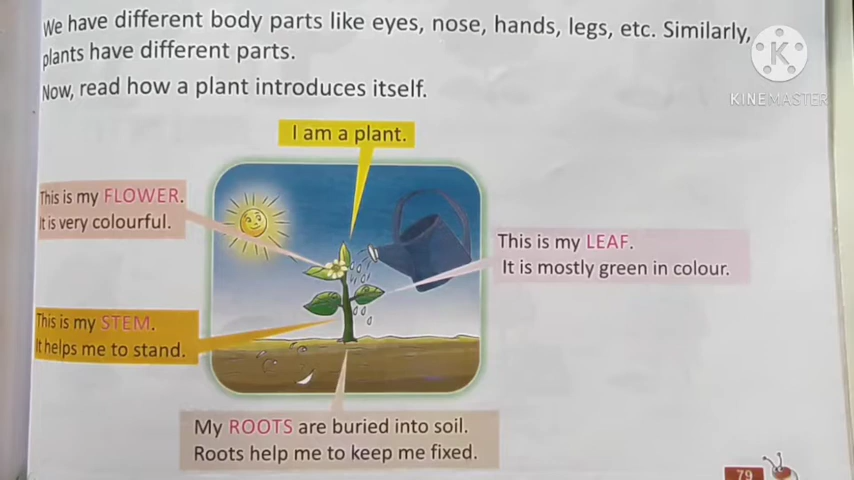 We have different body parts like eyes, nose, hands, legs, etc. Similarly,
plants have different parts.
Now, read how a plant introduces itself.
KINEMASTER
I am a plant.
This is my FLOWER.
It is very colourful.
This is my LEAF.
It is mostly green in colour.
This is my STEM.
It helps me to stand.
My ROOTS are buried into soil.
Roots help me to keep me fixed.
79